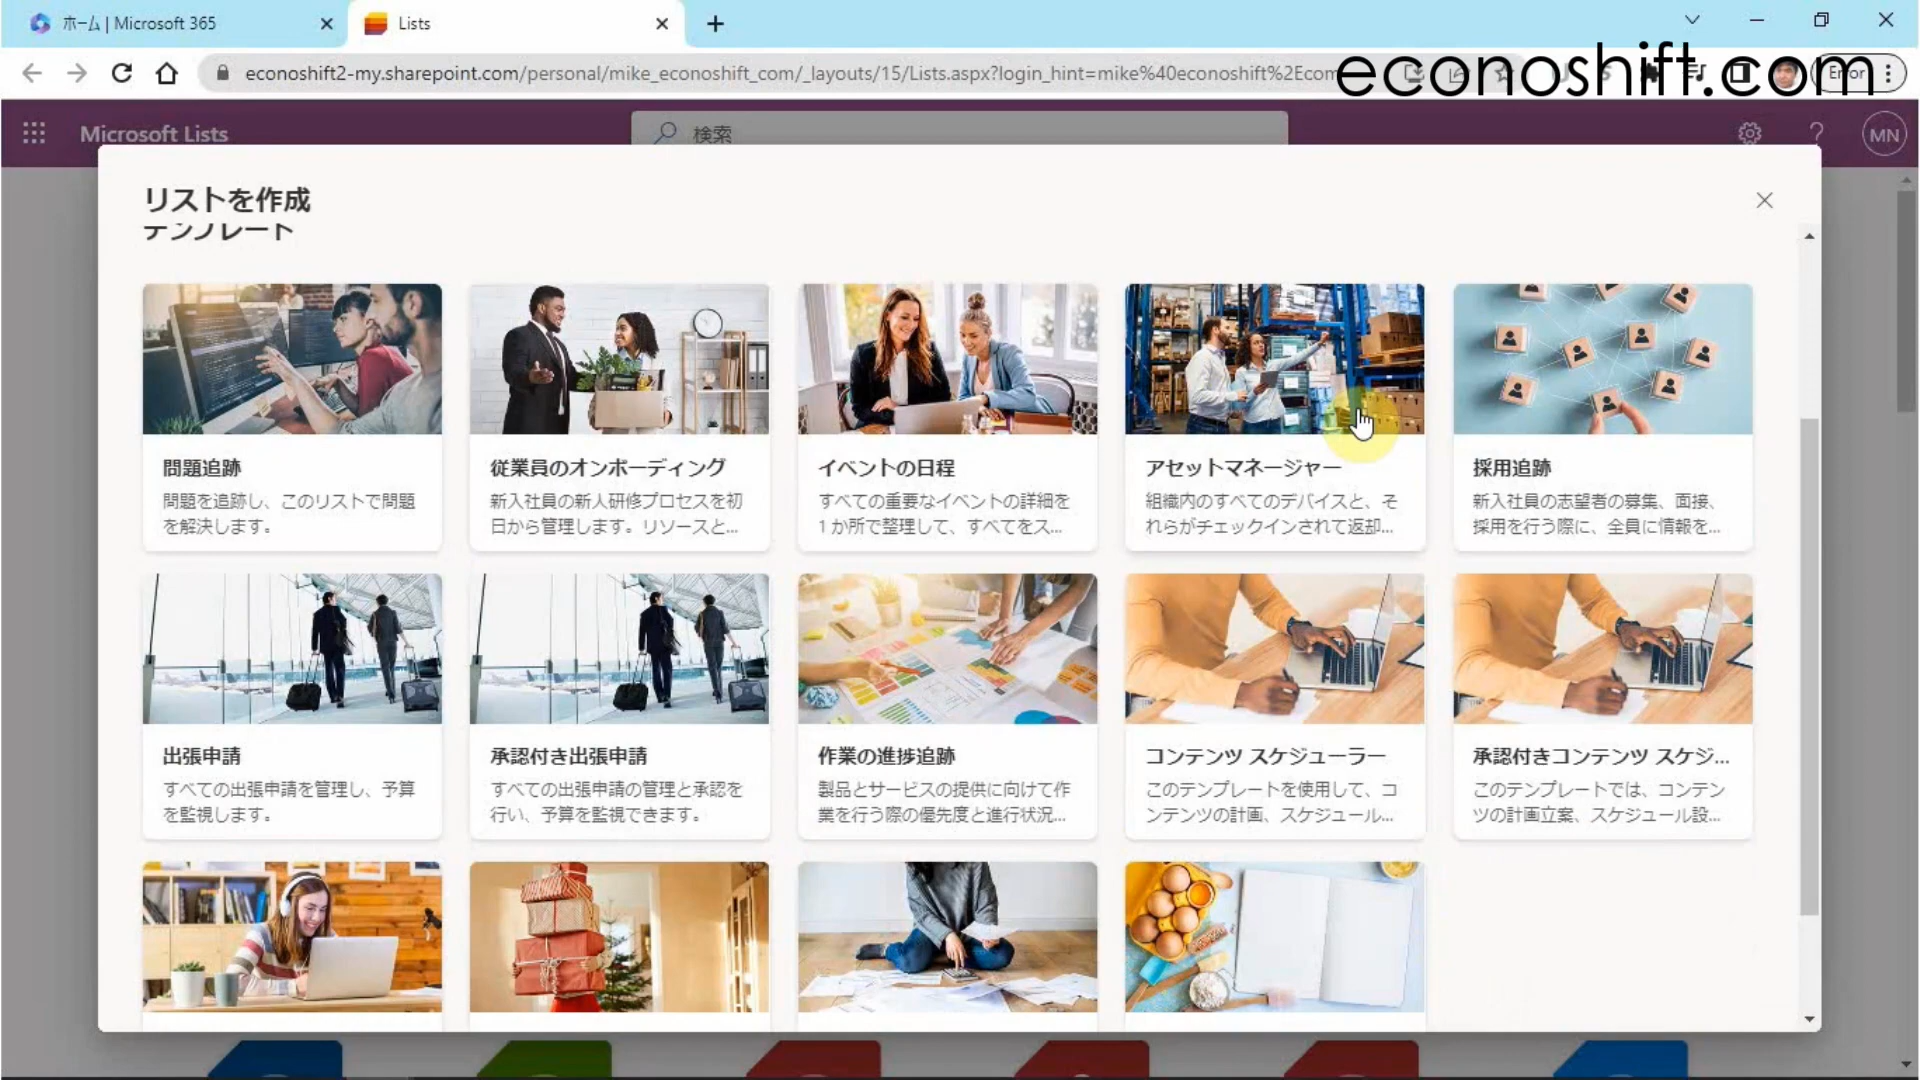 ホーム | Microsoft 365
Lists
econoshift2-my.sharepoint.com/personal/mike_econoshift_com/_layouts/15/Lists.aspx?login_hint=mike%40econoshift%2Ecom
econoshift.com
Error
Microsoft Lists
検索
MN
リストを作成
テンプレート
問題追跡
問題を追跡し、このリストで問題
を解決します。
従業員のオンボーディング
新入社員の新人研修プロセスを初
日から管理します。リソースと...
イベントの日程
すべての重要なイベントの詳細を
1 か所で整理して、すべてをス...
アセットマネージャー
組織内のすべてのデバイスと、そ
れらがチェックインされて返却...
採用追跡
新入社員の志望者の募集、面接、
採用を行う際に、全員に情報を...
出張申請
すべての出張申請を管理し、予算
を監視します。
承認付き出張申請
すべての出張申請の管理と承認を
行い、予算を監視できます。
作業の進捗追跡
製品とサービスの提供に向けて作
業を行う際の優先度と進行状況...
コンテンツ スケジューラー
このテンプレートを使用して、コ
ンテンツの計画、スケジュール...
承認付きコンテンツ スケジ...
このテンプレートでは、コンテン
ツの計画立案、スケジュール設...